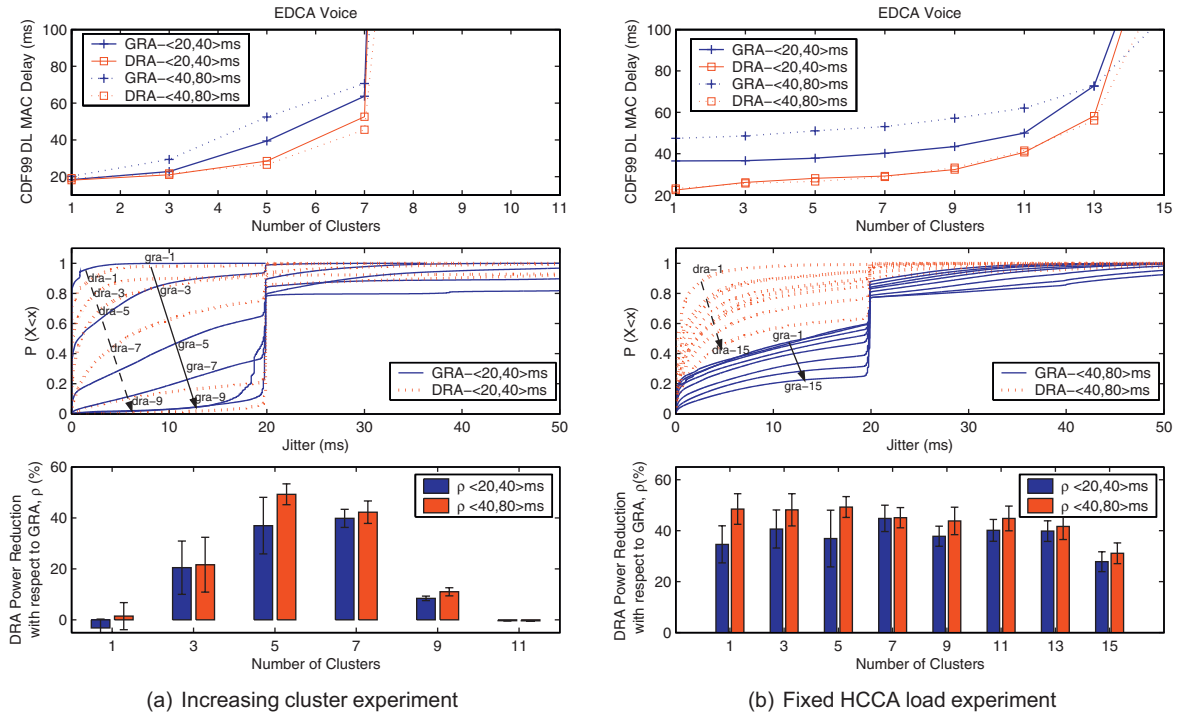 EDCA Voice
CDF99 DL MAC Delay (ms)
100
80
60
40
20
GRA−<20,40>ms
DRA−<20,40>ms
GRA−<40,80>ms
DRA−<40,80>ms
1 2 3 4 5 6 7 8 9 10 11
Number of Clusters
P (X<x)
1
0.8
0.6
0.4
0.2
0
dra-1
gra-1
dra-3
gra-3
dra-5
gra-5
dra-7
gra-7
dra-9
gra-9
GRA−<20,40>ms
DRA−<20,40>ms
0 10 20 30 40 50
Jitter (ms)
DRA Power Reduction
with respect to GRA, ρ (%)
60
40
20
0
ρ <20,40>ms
ρ <40,80>ms
1 3 5 7 9 11
Number of Clusters
(a) Increasing cluster experiment
EDCA Voice
CDF99 DL MAC Delay (ms)
100
80
60
40
20
GRA−<20,40>ms
DRA−<20,40>ms
GRA−<40,80>ms
DRA−<40,80>ms
1 3 5 7 9 11 13 15
Number of Clusters
P (X<x)
1
0.8
0.6
0.4
0.2
0
dra-1
dra-15
gra-1
gra-15
GRA−<40,80>ms
DRA−<40,80>ms
0 10 20 30 40 50
Jitter (ms)
DRA Power Reduction
with respect to GRA, ρ(%)
60
40
20
0
ρ <20,40>ms
ρ <40,80>ms
1 3 5 7 9 11 13 15
Number of Clusters
(b) Fixed HCCA load experiment